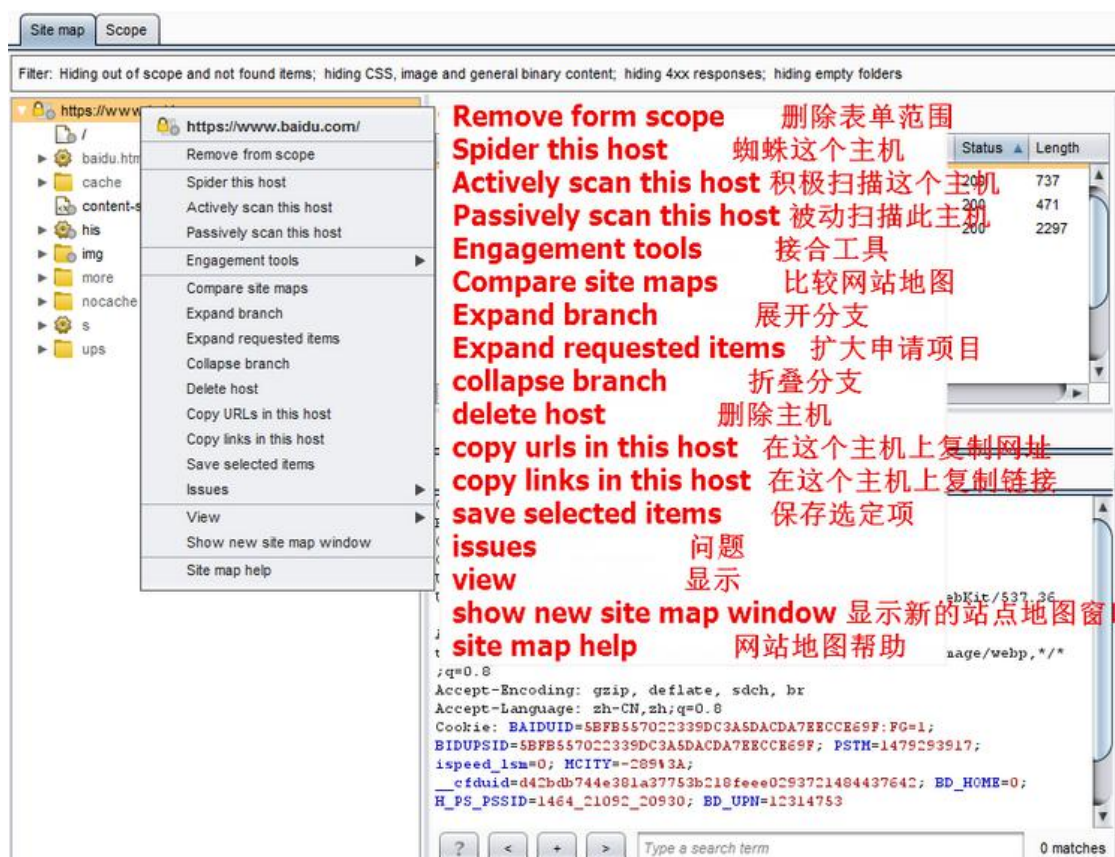 Site map Scope
Filter: Hiding out of scope and not found items; hiding CSS, image and general binary content; hiding 4xx responses; hiding empty folders
https://www
/
baidu.htm
cache
content-s
his
img
more
nocache
s
ups
https://www.baidu.com/
Remove from scope
Spider this host
Actively scan this host
Passively scan this host
Engagement tools
Compare site maps
Expand branch
Expand requested items
Collapse branch
Delete host
Copy URLs in this host
Copy links in this host
Save selected items
Issues
View
Show new site map window
Site map help
Remove form scope 删除表单范围
Spider this host 蜘蛛这个主机
Actively scan this host 积极扫描这个主机
Passively scan this host 被动扫描此主机
Engagement tools 接合工具
Compare site maps 比较网站地图
Expand branch 展开分支
Expand requested items 扩大申请项目
collapse branch 折叠分支
delete host 删除主机
copy urls in this host 在这个主机上复制网址
copy links in this host 在这个主机上复制链接
save selected items 保存选定项
issues 问题
view 显示
show new site map window 显示新的站点地图窗
site map help 网站地图帮助
Status Length
200 737
200 471
200 2297
ebKit/537.36
mage/webp,*/*
;q=0.8
Accept-Encoding: gzip, deflate, sdch, br
Accept-Language: zh-CN,zh;q=0.8
Cookie: BAIDUID=5BFB557022339DC3A5DACDA7EECCE69F:FG=1;
BIDUPSID=5BFB557022339DC3A5DACDA7EECCE69F; PSTM=1479293917;
ispeed_lsm=0; MCITY=-289%3A;
__cfduid=d42bdb744e381a37753b218feee0293721484437642; BD_HOME=0;
H_PS_PSSID=1464_21092_20930; BD_UPN=12314753
? < + > Type a search term 0 matches